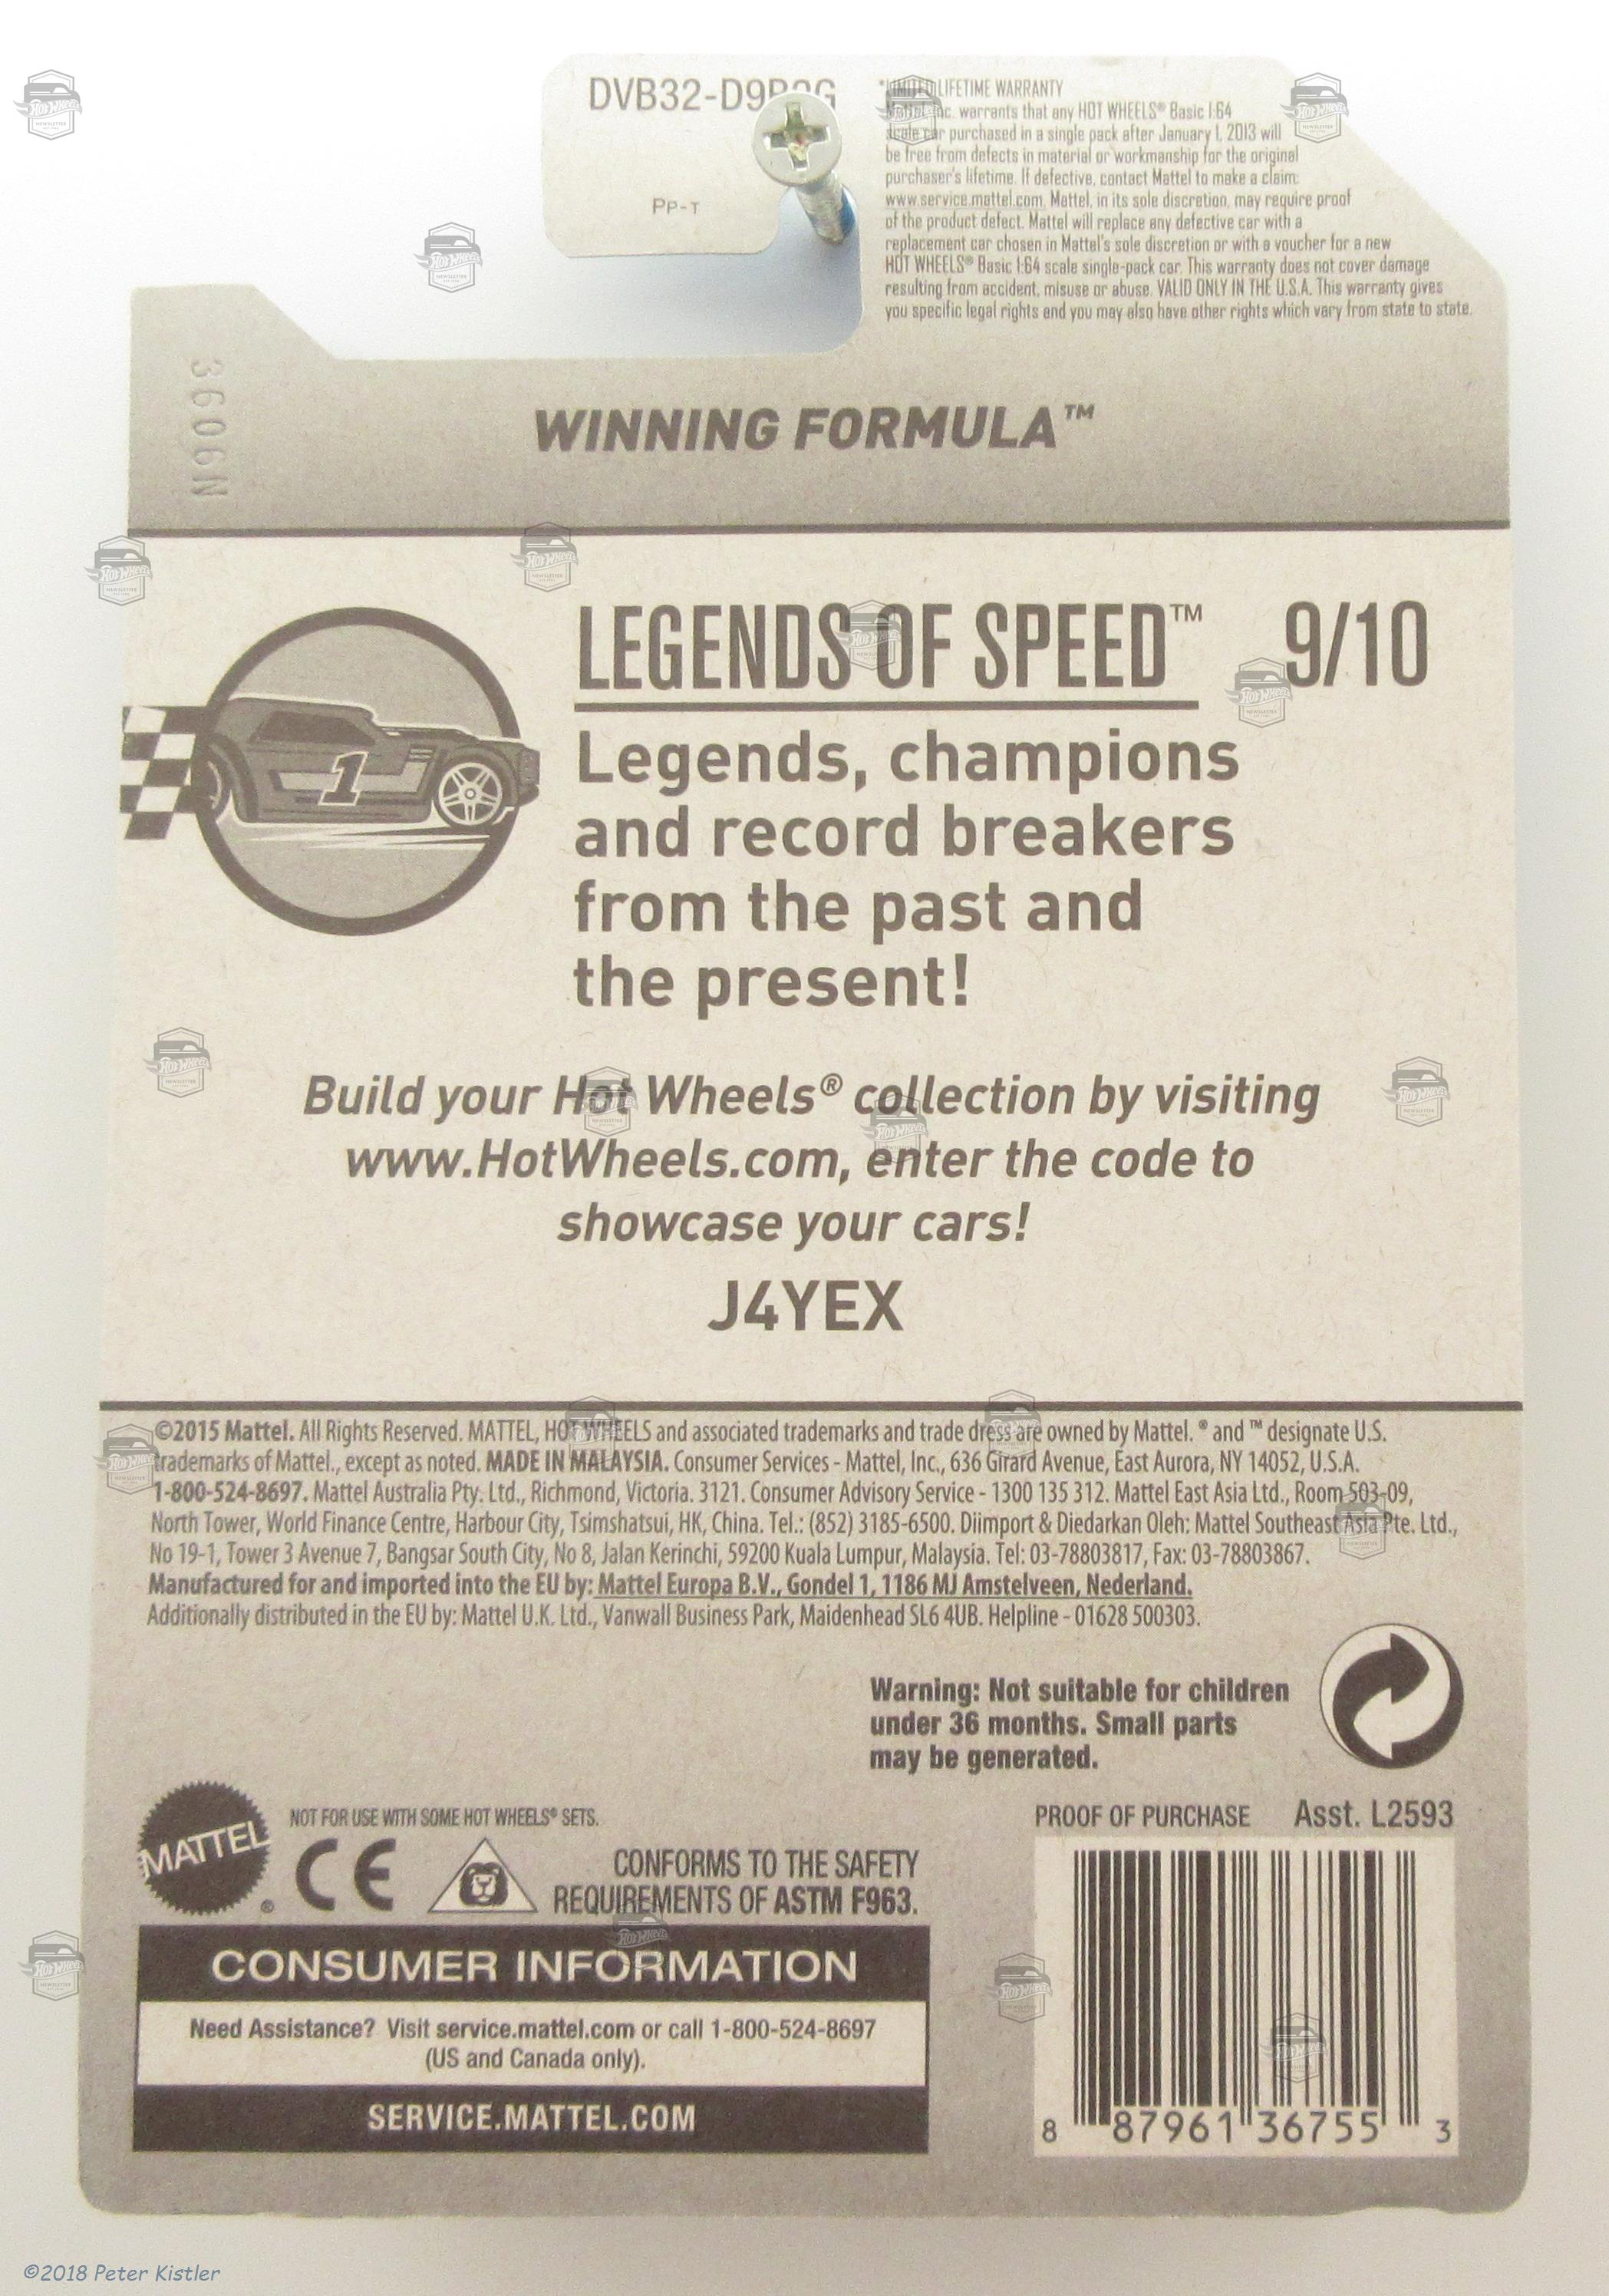 DVB32-D9B0G
PP-T
*LIMITED LIFETIME WARRANTY
Mattel, Inc. warrants that any HOT WHEELS® Basic 1:64
scale car purchased in a single pack after January 1, 2013 will
be free from defects in material or workmanship for the original
purchaser's lifetime. If defective, contact Mattel to make a claim:
www.service.mattel.com. Mattel, in its sole discretion, may require proof
of the product defect. Mattel will replace any defective car with a
replacement car chosen in Mattel's sole discretion or with a voucher for a new
HOT WHEELS® Basic 1:64 scale single-pack car. This warranty does not cover damage
resulting from accident, misuse or abuse. VALID ONLY IN THE U.S.A. This warranty gives
you specific legal rights and you may also have other rights which vary from state to state.
3606N
WINNING FORMULA™
LEGENDS OF SPEED™ 9/10
1
Legends, champions
and record breakers
from the past and
the present!
Build your Hot Wheels® collection by visiting
www.HotWheels.com, enter the code to
showcase your cars!
J4YEX
©2015 Mattel. All Rights Reserved. MATTEL, HOT WHEELS and associated trademarks and trade dress are owned by Mattel. ® and ™ designate U.S.
trademarks of Mattel., except as noted. MADE IN MALAYSIA. Consumer Services - Mattel, Inc., 636 Girard Avenue, East Aurora, NY 14052, U.S.A.
1-800-524-8697. Mattel Australia Pty. Ltd., Richmond, Victoria. 3121. Consumer Advisory Service - 1300 135 312. Mattel East Asia Ltd., Room 503-09,
North Tower, World Finance Centre, Harbour City, Tsimshatsui, HK, China. Tel.: (852) 3185-6500. Diimport & Diedarkan Oleh: Mattel Southeast Asia Pte. Ltd.,
No 19-1, Tower 3 Avenue 7, Bangsar South City, No 8, Jalan Kerinchi, 59200 Kuala Lumpur, Malaysia. Tel: 03-78803817, Fax: 03-78803867.
Manufactured for and imported into the EU by: Mattel Europa B.V., Gondel 1, 1186 MJ Amstelveen, Nederland.
Additionally distributed in the EU by: Mattel U.K. Ltd., Vanwall Business Park, Maidenhead SL6 4UB. Helpline - 01628 500303.
Warning: Not suitable for children
under 36 months. Small parts
may be generated.
MATTEL®
NOT FOR USE WITH SOME HOT WHEELS® SETS.
CE
CONFORMS TO THE SAFETY
REQUIREMENTS OF ASTM F963.
PROOF OF PURCHASE Asst. L2593
CONSUMER INFORMATION
Need Assistance? Visit service.mattel.com or call 1-800-524-8697
(US and Canada only).
SERVICE.MATTEL.COM
8 87961 36755 3
©2018 Peter Kistler